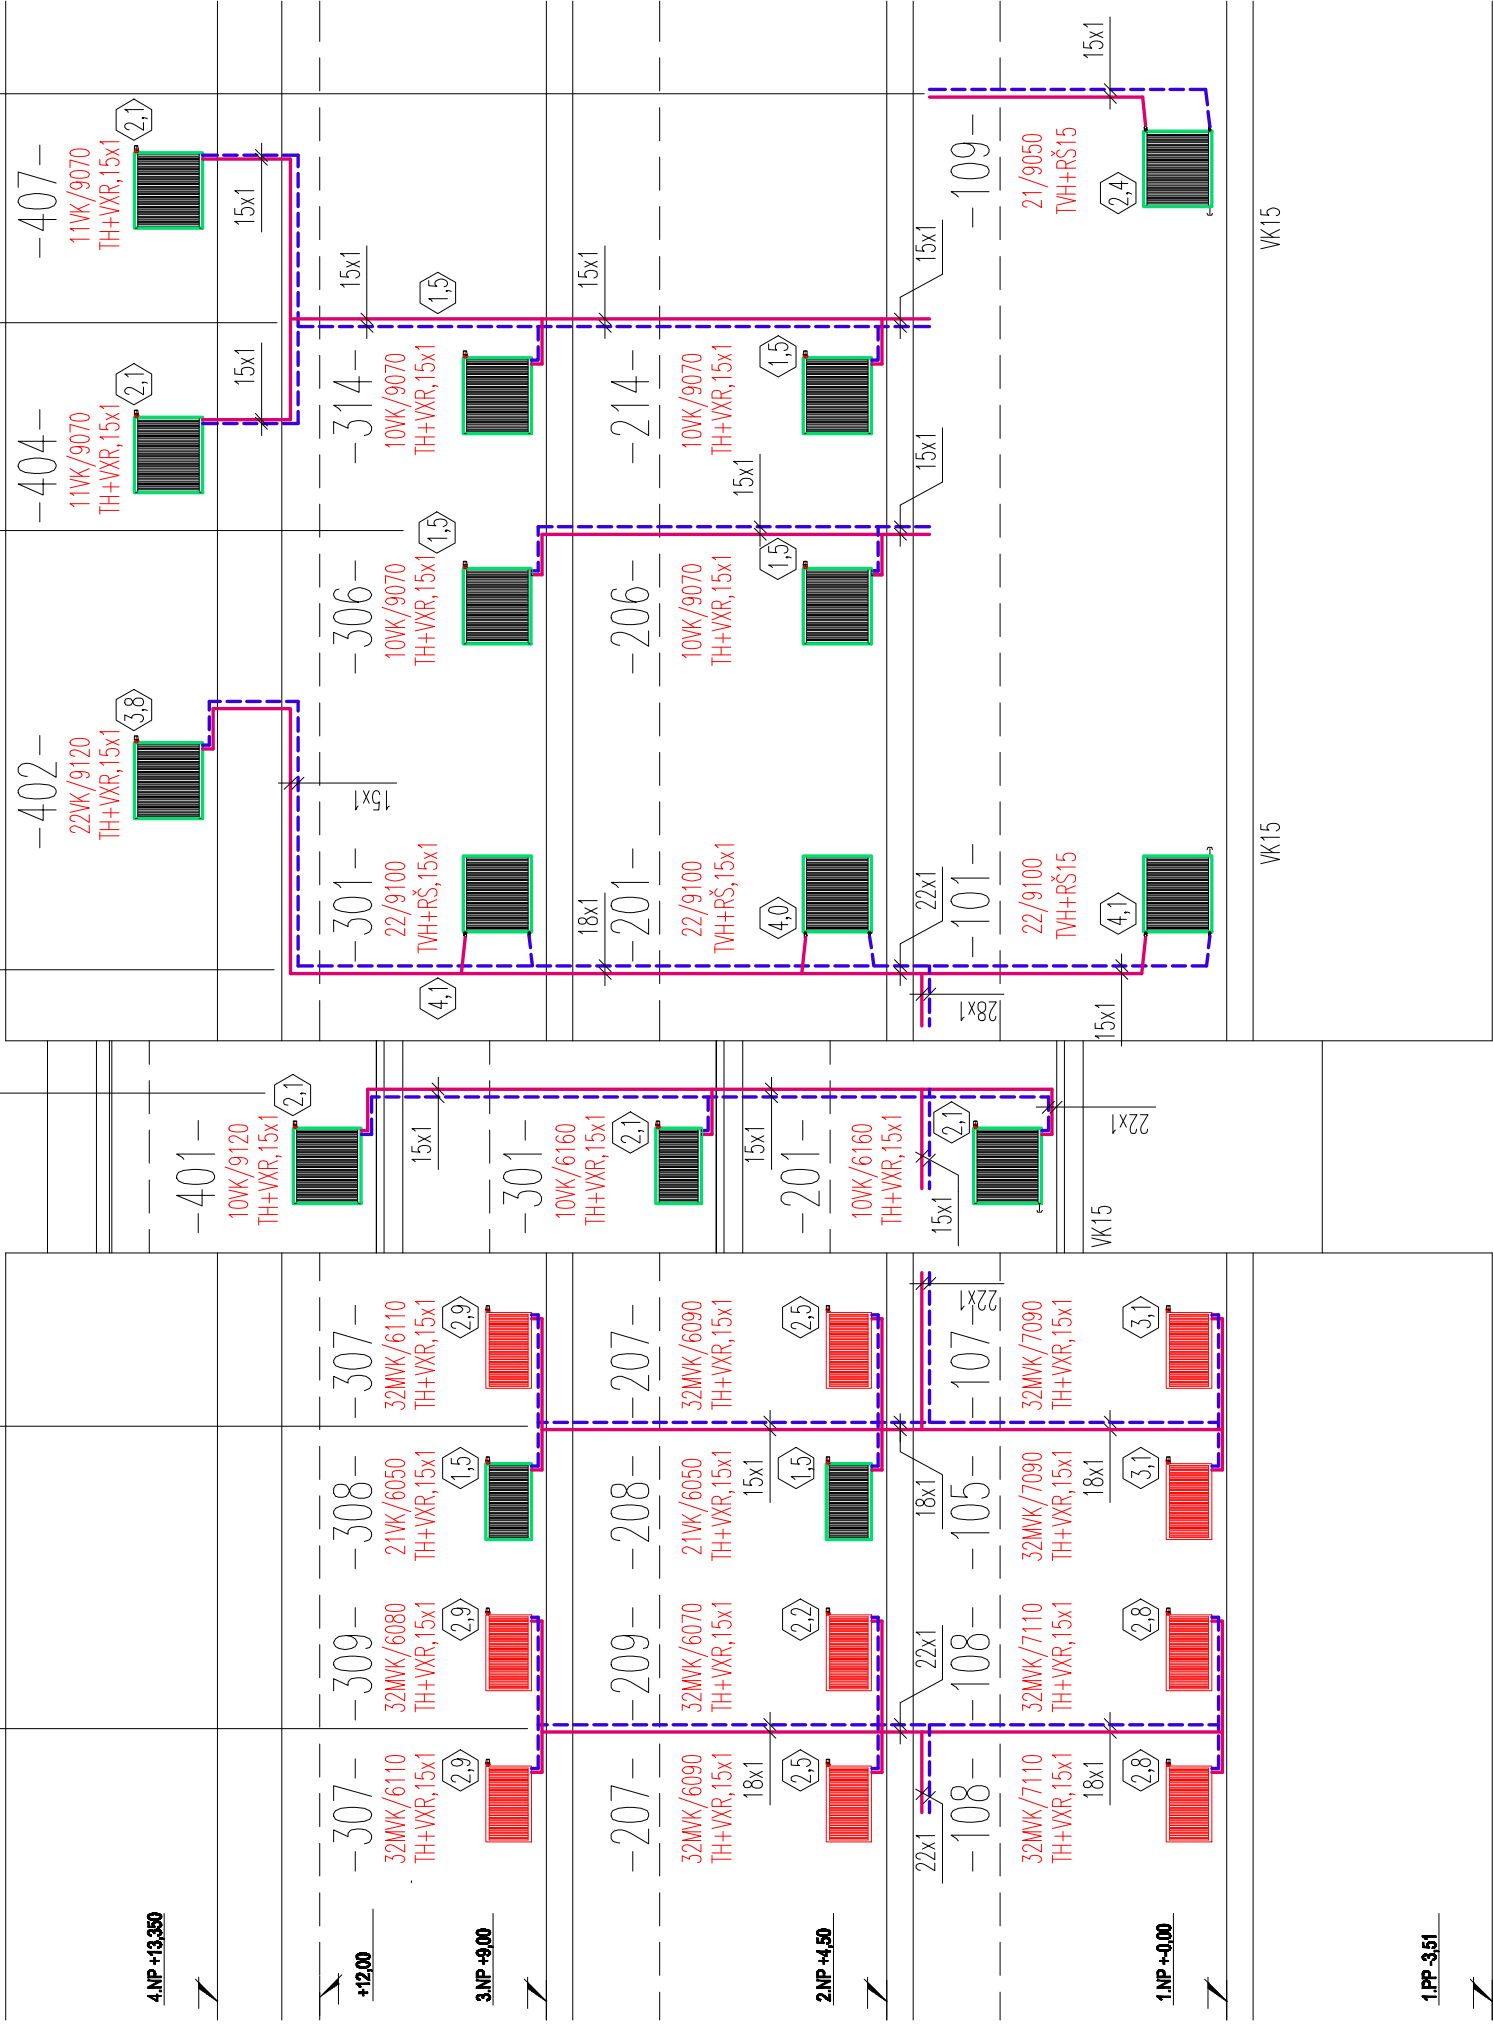 4.NP +13,350
+12,00
3.NP +9,00
2.NP +4,50
1.NP +-0,00
1.PP -3,51
-402-
22VK/9120
TH+VXR,15x1
3,8
-404-
11VK/9070
TH+VXR,15x1
2,1
-407-
11VK/9070
TH+VXR,15x1
2,1
-401-
10VK/9120
TH+VXR,15x1
2,1
15x1
15x1
15x1
-307-
32MVK/6110
TH+VXR,15x1
2,9
-309-
32MVK/6080
TH+VXR,15x1
2,9
-308-
21VK/6050
TH+VXR,15x1
1,5
-307-
32MVK/6110
TH+VXR,15x1
2,9
15x1
-301-
10VK/6160
TH+VXR,15x1
2,1
-301-
22/9100
TVH+RŠ,15x1
4,1
-306-
10VK/9070
TH+VXR,15x1
1,5
-314-
10VK/9070
TH+VXR,15x1
1,5
15x1
-207-
32MVK/6090
TH+VXR,15x1
2,5
18x1
-209-
32MVK/6070
TH+VXR,15x1
2,2
-208-
21VK/6050
TH+VXR,15x1
1,5
15x1
-207-
32MVK/6090
TH+VXR,15x1
2,5
15x1
-201-
10VK/6160
TH+VXR,15x1
2,1
15x1
22x1
VK15
18x1
-201-
22/9100
TVH+RŠ,15x1
4,0
-206-
10VK/9070
TH+VXR,15x1
1,5
15x1
-214-
10VK/9070
TH+VXR,15x1
1,5
15x1
22x1
22x1
18x1
22x1
28x1
22x1
15x1
15x1
-108-
32MVK/7110
TH+VXR,15x1
2,8
18x1
-108-
32MVK/7110
TH+VXR,15x1
2,8
-105-
32MVK/7090
TH+VXR,15x1
3,1
18x1
-107-
32MVK/7090
TH+VXR,15x1
3,1
-101-
22/9100
TVH+RŠ15
4,1
15x1
VK15
-109-
21/9050
TVH+RŠ15
2,4
15x1
VK15